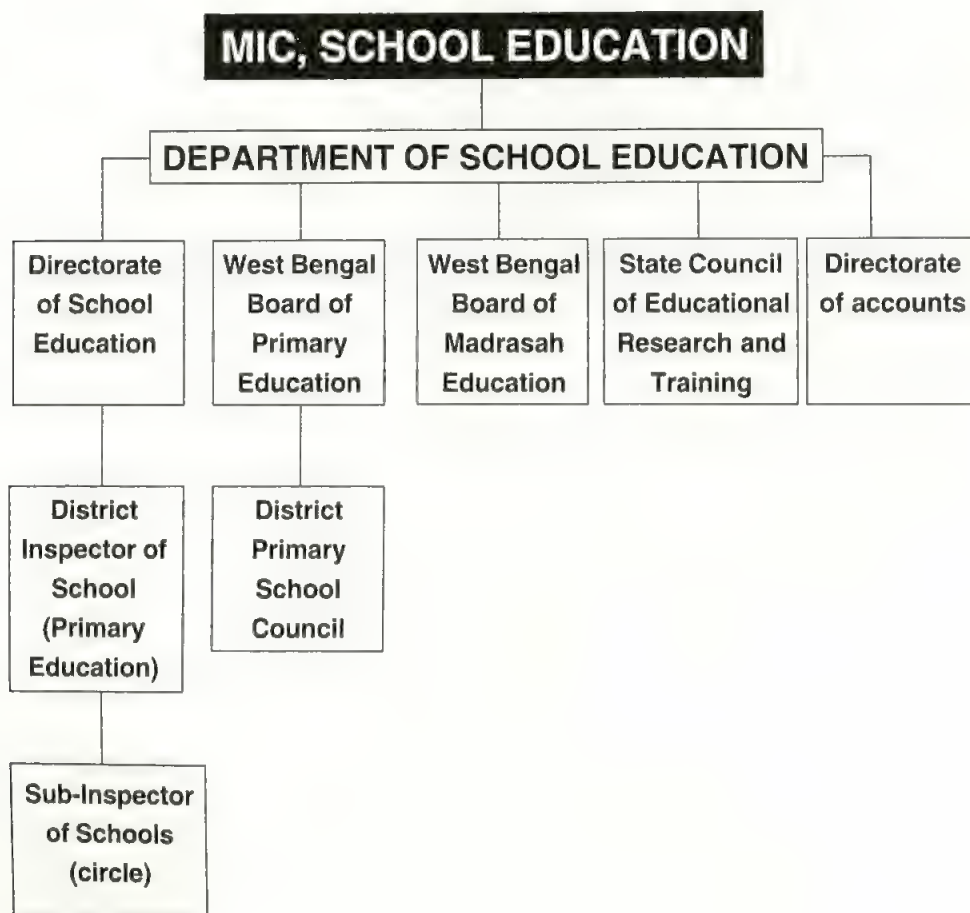 MIC, SCHOOL EDUCATION
DEPARTMENT OF SCHOOL EDUCATION
Directorate
of School
Education
West Bengal
Board of
Primary
Education
West Bengal
Board of
Madrasah
Education
State Council
of Educational
Research and
Training
Directorate
of accounts
District
Inspector of
School
(Primary
Education)
District
Primary
School
Council
Sub-Inspector
of Schools
(circle)